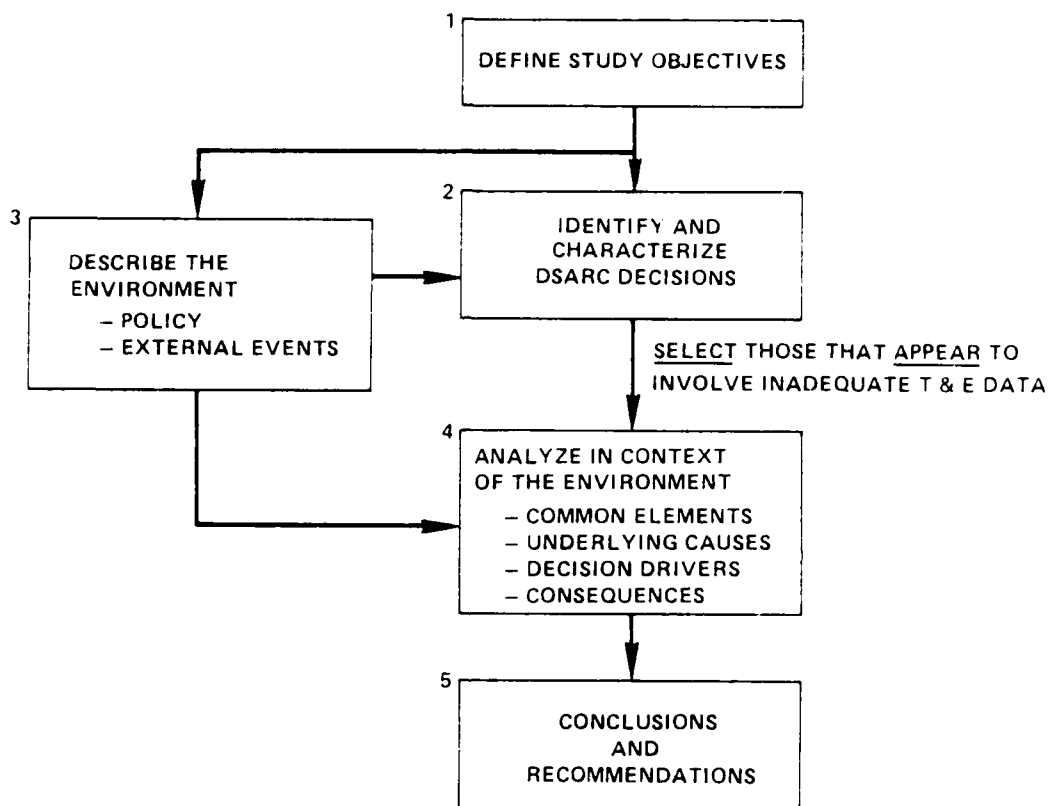 1
DEFINE STUDY OBJECTIVES
2
IDENTIFY AND
CHARACTERIZE
DSARC DECISIONS
3
DESCRIBE THE
ENVIRONMENT
– POLICY
– EXTERNAL EVENTS
SELECT THOSE THAT APPEAR TO
INVOLVE INADEQUATE T & E DATA
4
ANALYZE IN CONTEXT
OF THE ENVIRONMENT
– COMMON ELEMENTS
– UNDERLYING CAUSES
– DECISION DRIVERS
– CONSEQUENCES
5
CONCLUSIONS
AND
RECOMMENDATIONS